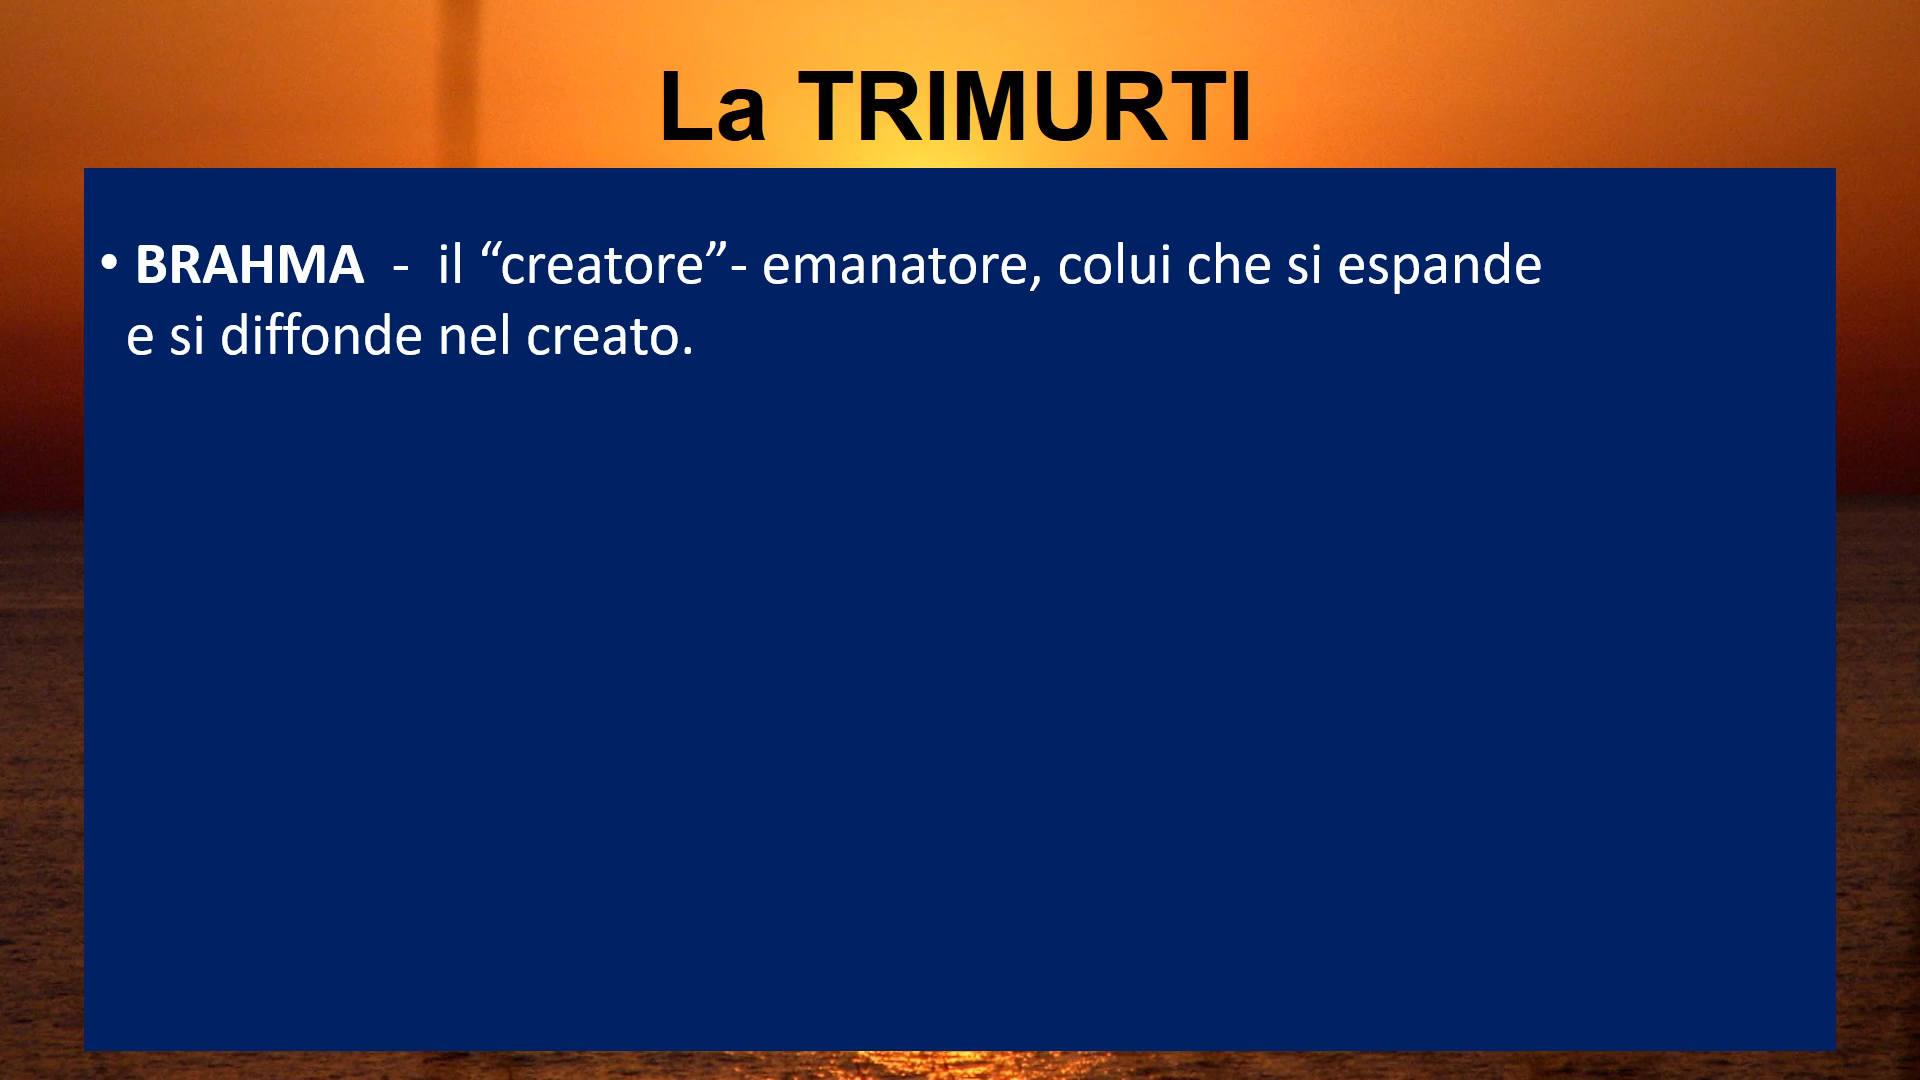 La TRIMURTI
• BRAHMA  -  il “creatore”- emanatore, colui che si espande
e si diffonde nel creato.